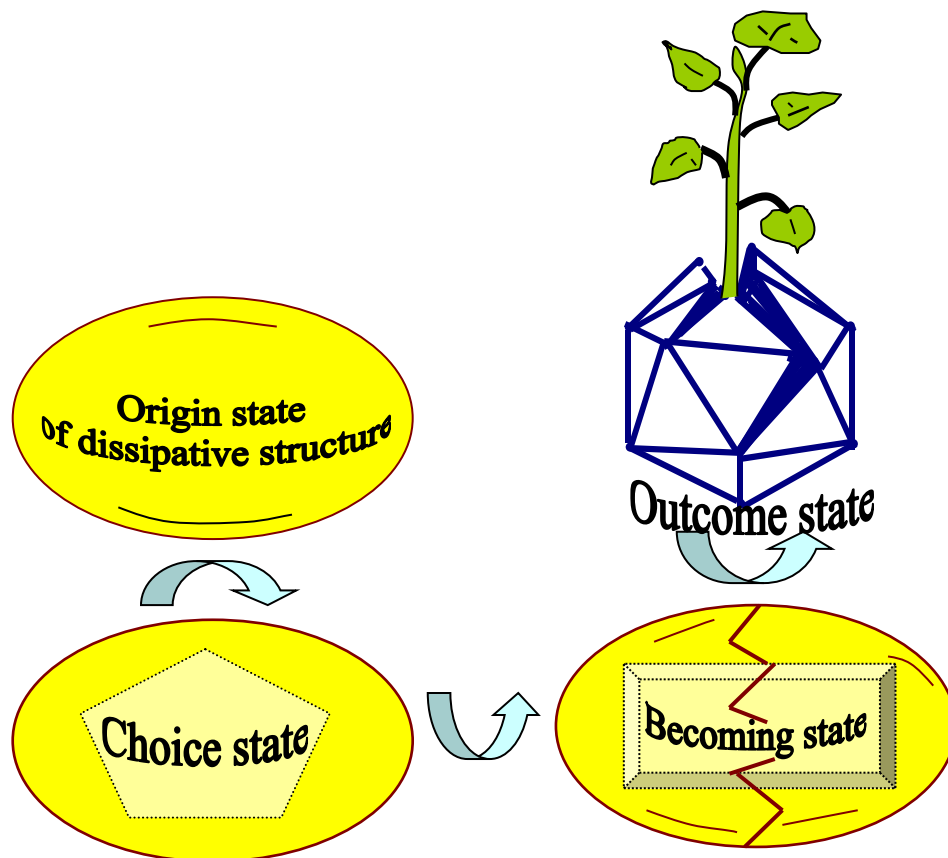 Origin state
of dissipative structure
Outcome state
Choice state
Becoming state